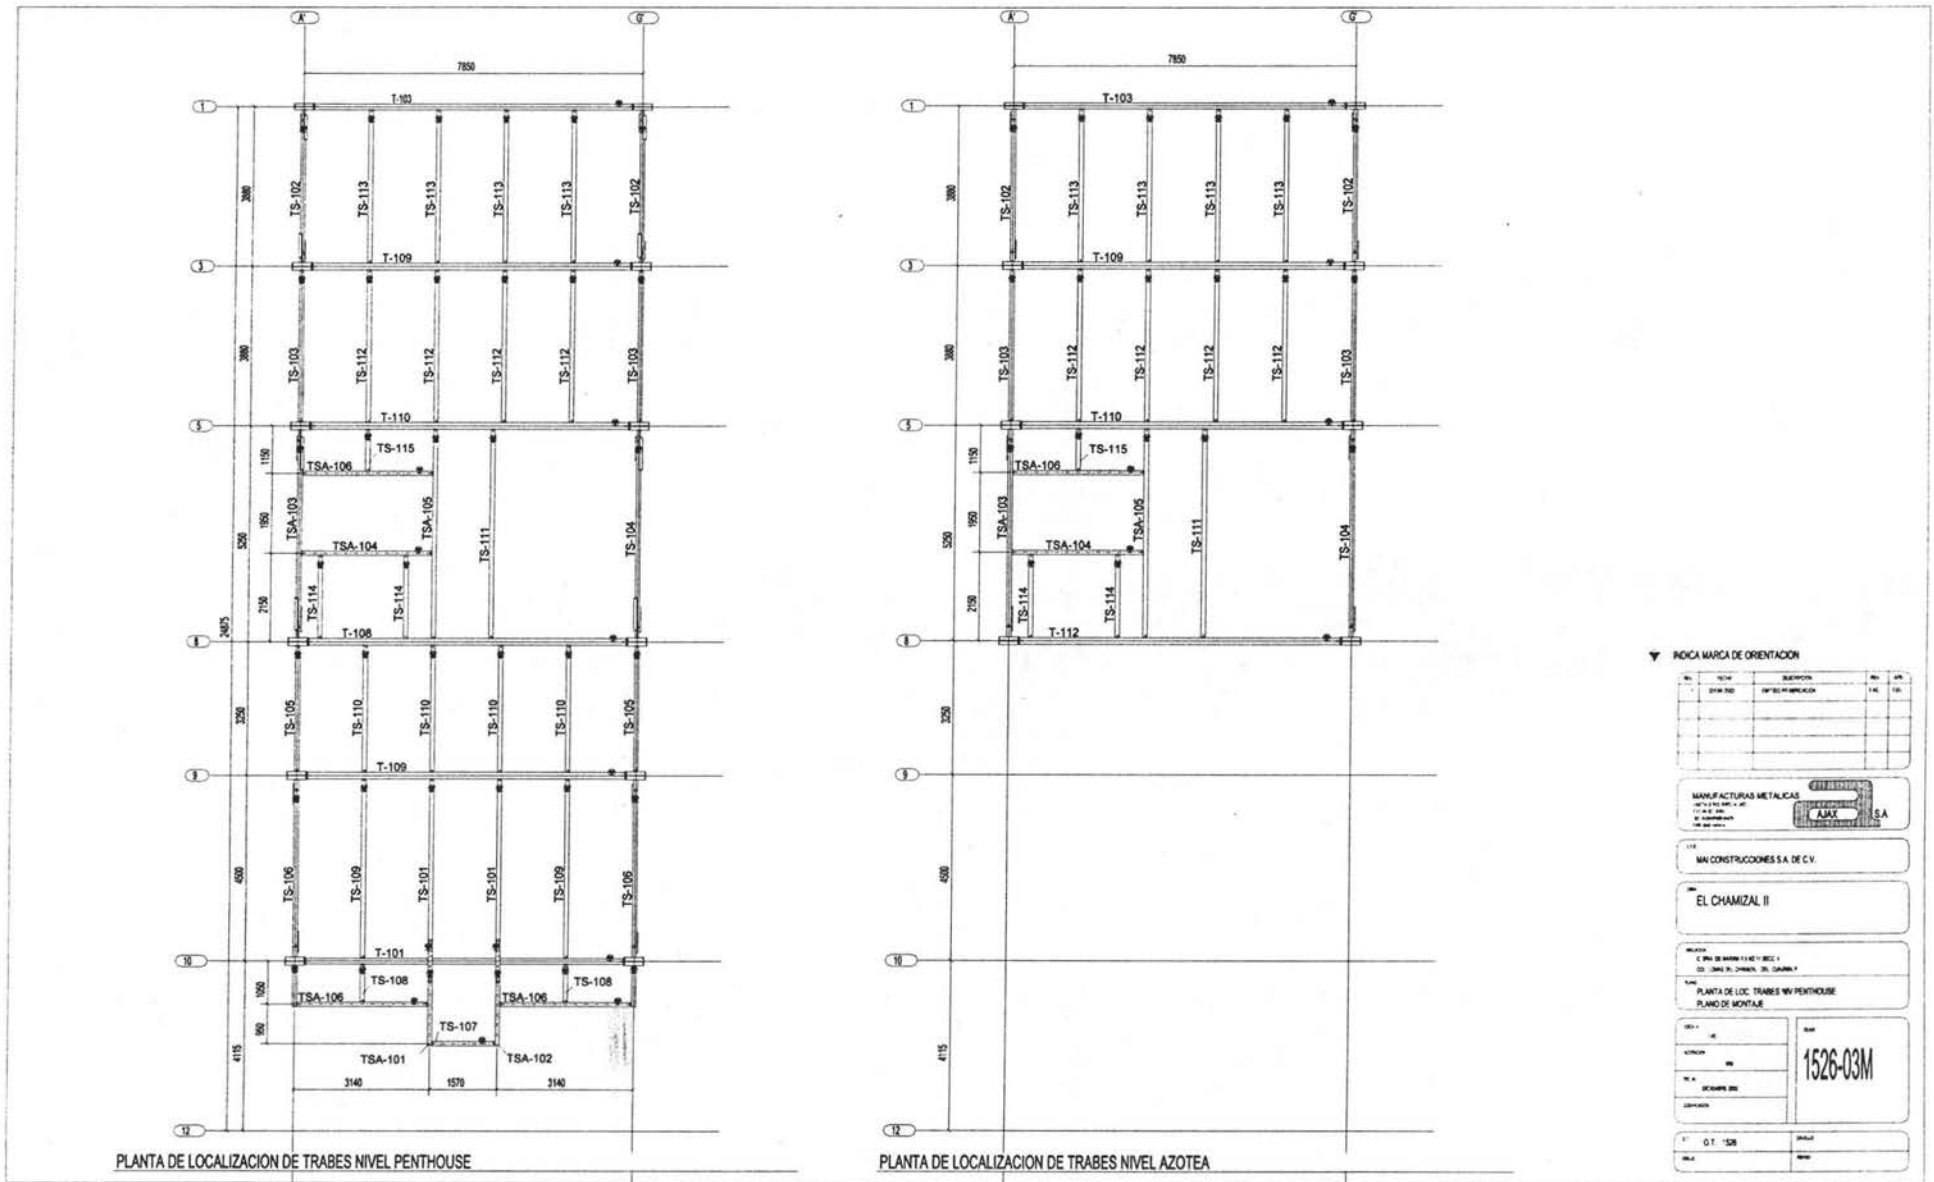 A' G'
7850
1 T-103
3880
TS-102 TS-113 TS-113 TS-113 TS-113 TS-102
3 T-109
3880
TS-103 TS-112 TS-112 TS-112 TS-112 TS-103
5 T-110
1150
TS-115
TSA-106
1950
5250
TSA-103 TSA-105 TS-111 TS-104
TSA-104
2150
TS-114 TS-114
24875
8 T-108
3250
TS-105 TS-110 TS-110 TS-110 TS-110 TS-105
9 T-109
4500
TS-106 TS-109 TS-101 TS-101 TS-109 TS-106
10 T-101
1050
TS-108 TS-108
TSA-106 TSA-106
950
TS-107
4115
TSA-101 TSA-102
3140 1570 3140
12
PLANTA DE LOCALIZACION DE TRABES NIVEL PENTHOUSE
A' G'
7850
1 T-103
3880
TS-102 TS-113 TS-113 TS-113 TS-113 TS-102
3 T-109
3880
TS-103 TS-112 TS-112 TS-112 TS-112 TS-103
5 T-110
1150
TS-115
TSA-106
1950
5250
TSA-103 TSA-105 TS-111 TS-104
TSA-104
2150
TS-114 TS-114
8 T-112
3250
9
4500
10
4115
12
PLANTA DE LOCALIZACION DE TRABES NIVEL AZOTEA
INDICA MARCA DE ORIENTACION
FECHA DESCRIPCION
MANUFACTURAS METALICAS
AJAX S.A
MAI CONSTRUCCIONES S.A. DE C.V.
EL CHAMIZAL II
PLANTA DE LOC. TRABES NIV PENTHOUSE
PLANO DE MONTAJE
1526-03M
DICIEMBRE
O.T. 1526